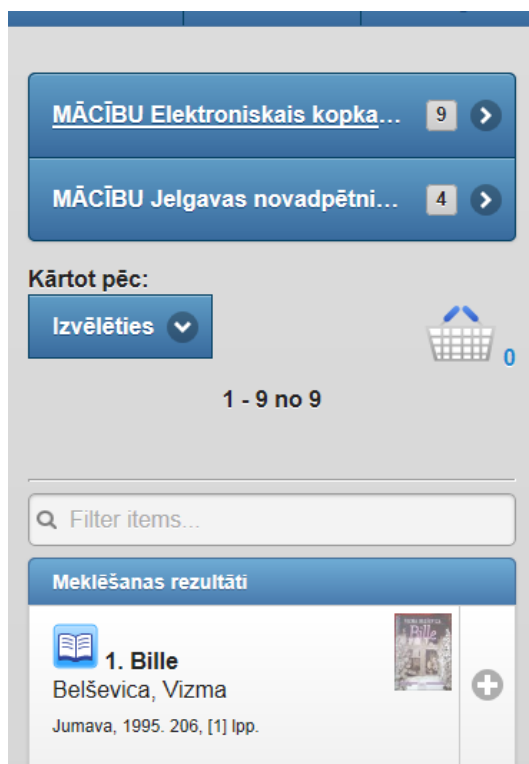 MĀCĪBU Elektroniskais kopka... 9
MĀCĪBU Jelgavas novadpētni... 4
Kārtot pēc:
Izvēlēties
0
1 - 9 no 9
Filter items...
Meklēšanas rezultāti
Bille
1. Bille
Belševica, Vizma
Jumava, 1995. 206, [1] lpp.